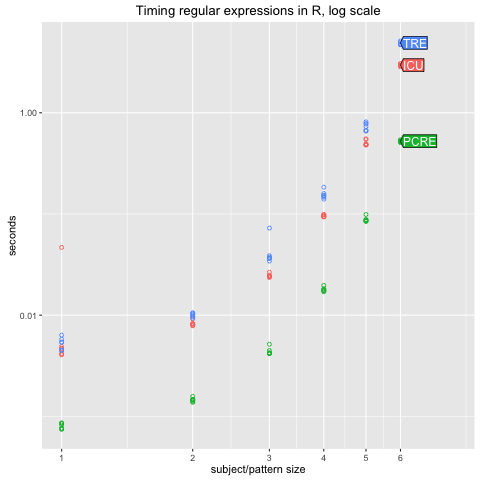 Timing regular expressions in R, log scale
TRE
ICU
1.00
PCRE
seconds
0.01
1 2 3 4 5 6
subject/pattern size